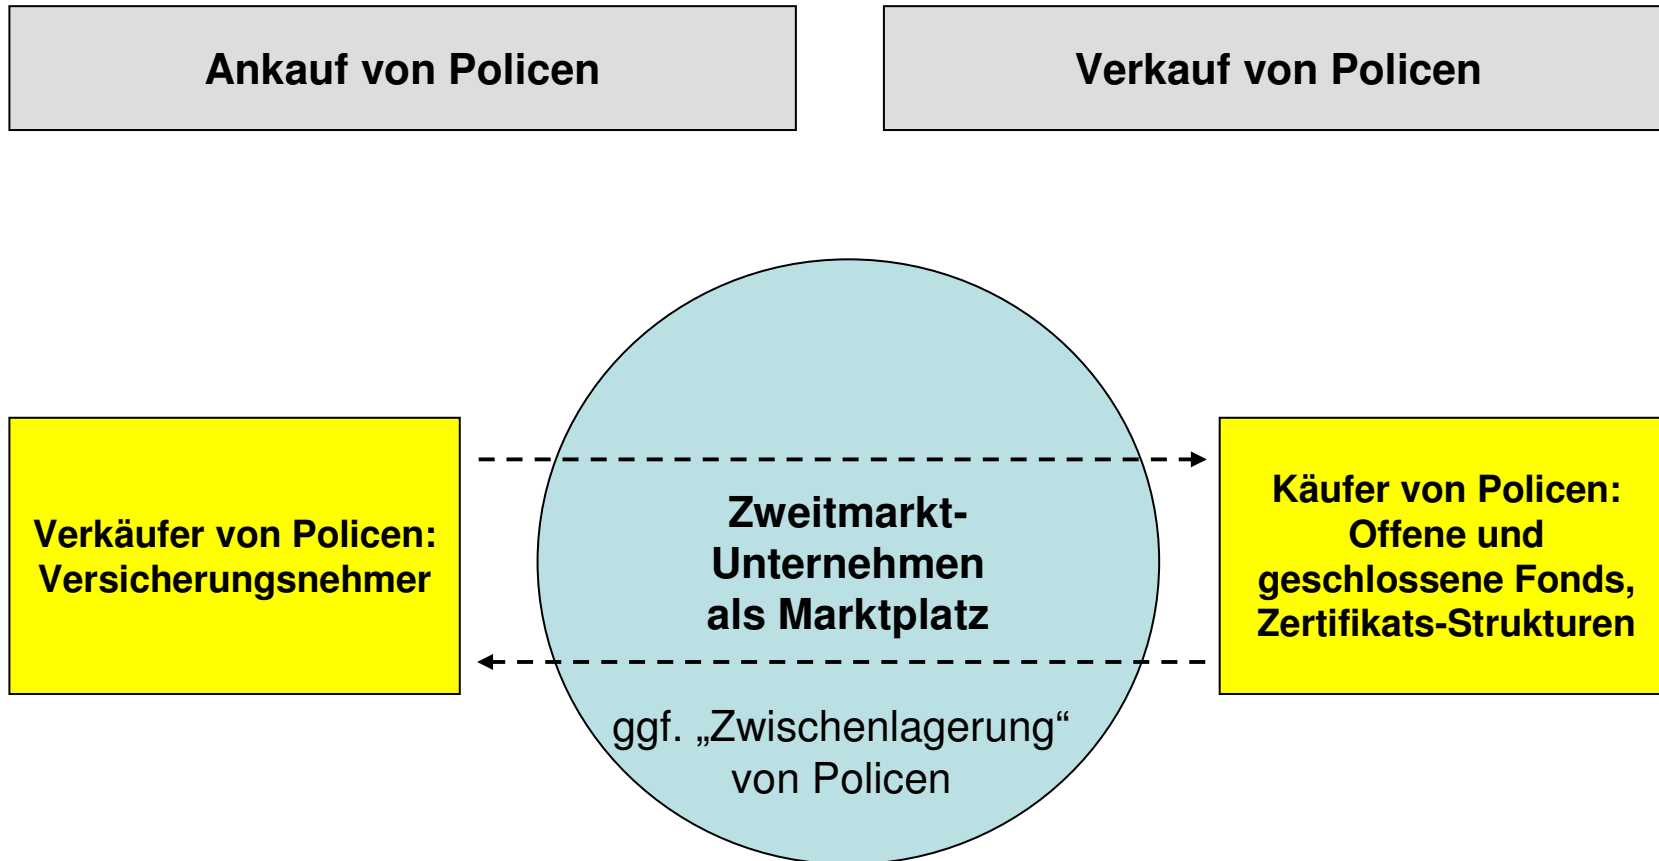 Ankauf von Policen
Verkauf von Policen
Verkäufer von Policen:
Versicherungsnehmer
Zweitmarkt-
Unternehmen
als Marktplatz
ggf. „Zwischenlagerung“
von Policen
Käufer von Policen:
Offene und
geschlossene Fonds,
Zertifikats-Strukturen